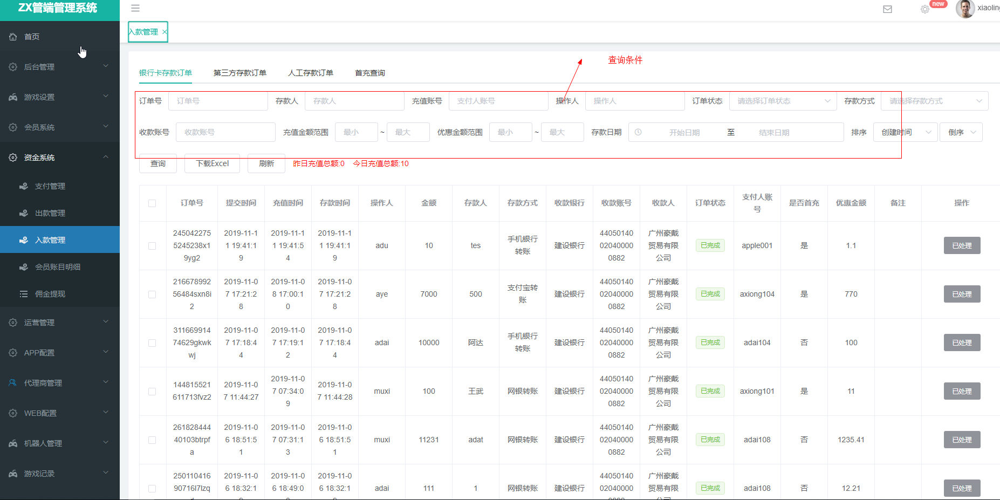 ZX管端管理系统
new
xiaoling
首页
后台管理
游戏设置
会员系统
资金系统
支付管理
出款管理
入款管理
会员账目明细
佣金提现
运营管理
APP配置
代理商管理
WEB配置
机器人管理
游戏记录
入款管理 ×
查询条件
银行卡存款订单 第三方存款订单 人工存款订单 首充查询
订单号 订单号 存款人 存款人 充值账号 支付人账号 操作人 操作人 订单状态 请选择订单状态 存款方式 请选择存款方式
收款账号 收款账号 充值金额范围 最小 ~ 最大 优惠金额范围 最小 ~ 最大 存款日期 开始日期 至 结束日期 排序 创建时间 倒序
查询 下载Excel 刷新 昨日充值总额:0 今日充值总额:10
订单号 提交时间 充值时间 存款时间 操作人 金额 存款人 存款方式 收款银行 收款账号 收款人 订单状态 支付人账号 是否首充 优惠金额 备注 操作
2450422755245238x19yg2 2019-11-11 19:41:19 2019-11-11 19:41:54 2019-11-11 19:41:19 adu 10 tes 手机银行转账 建设银行 44050140020400000882 广州豪戴贸易有限公司 已完成 apple001 是 1.1 已处理
21667899256484sxn8i2 2019-11-07 17:21:28 2019-11-08 17:00:10 2019-11-07 17:21:28 aye 7000 500 支付宝转账 建设银行 44050140020400000882 广州豪戴贸易有限公司 已完成 axiong104 是 770 已处理
31166991474629gkwkwj 2019-11-07 17:18:44 2019-11-07 17:19:12 2019-11-07 17:18:44 adai 10000 阿达 手机银行转账 建设银行 44050140020400000882 广州豪戴贸易有限公司 已完成 adai104 否 100 已处理
144815521611713fvz2 2019-11-07 11:44:27 2019-11-07 07:34:09 2019-11-07 11:44:28 muxi 100 王武 网银转账 建设银行 44050140020400000882 广州豪戴贸易有限公司 已完成 axiong101 是 11 已处理
26182844440103btrpfa 2019-11-06 18:51:51 2019-11-07 07:31:13 2019-11-06 18:51:51 muxi 11231 adat 网银转账 建设银行 44050140020400000882 广州豪戴贸易有限公司 已完成 adai108 否 1235.41 已处理
25011041690716l7lzq 2019-11-06 18:32:1 2019-11-06 18:49:0 2019-11-06 18:32:1 adai 111 1 网银转账 建设银行 4405014002040000 广州豪戴贸易有限 已完成 adai108 否 12.21 已处理